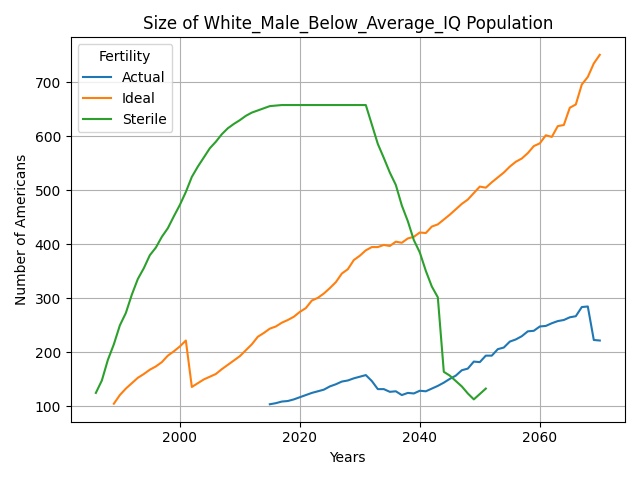 Size of White_Male_Below_Average_IQ Population
Fertility
Actual
Ideal
Sterile
Number of Americans
700
600
500
400
300
200
100
2000
2020
2040
2060
Years